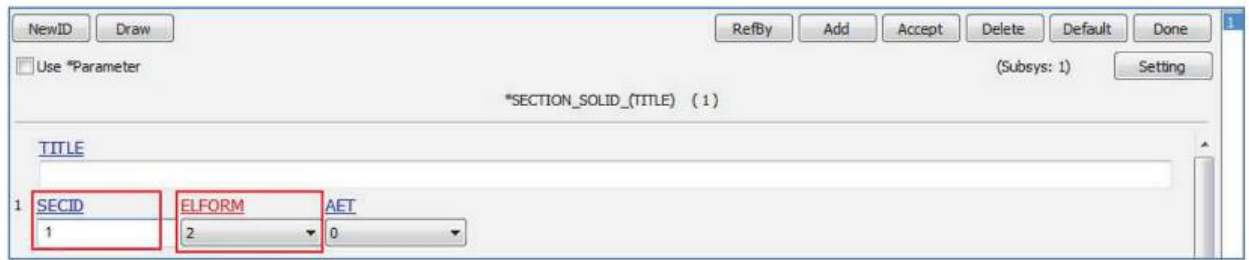 NewID Draw RefBy Add Accept Delete Default Done 1
Use *Parameter (Subsys: 1) Setting
*SECTION_SOLID_(TITLE) (1)
TITLE
1 SECID ELFORM AET
1 2 0